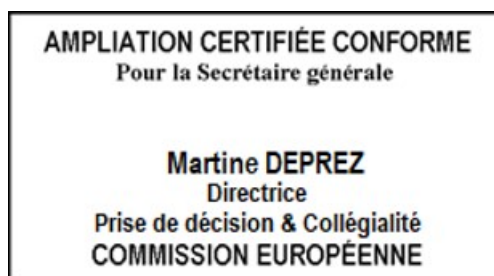 AMPLIATION CERTIFIÉE CONFORME
Pour la Secrétaire générale
Martine DEPREZ
Directrice
Prise de décision & Collégialité
COMMISSION EUROPÉENNE